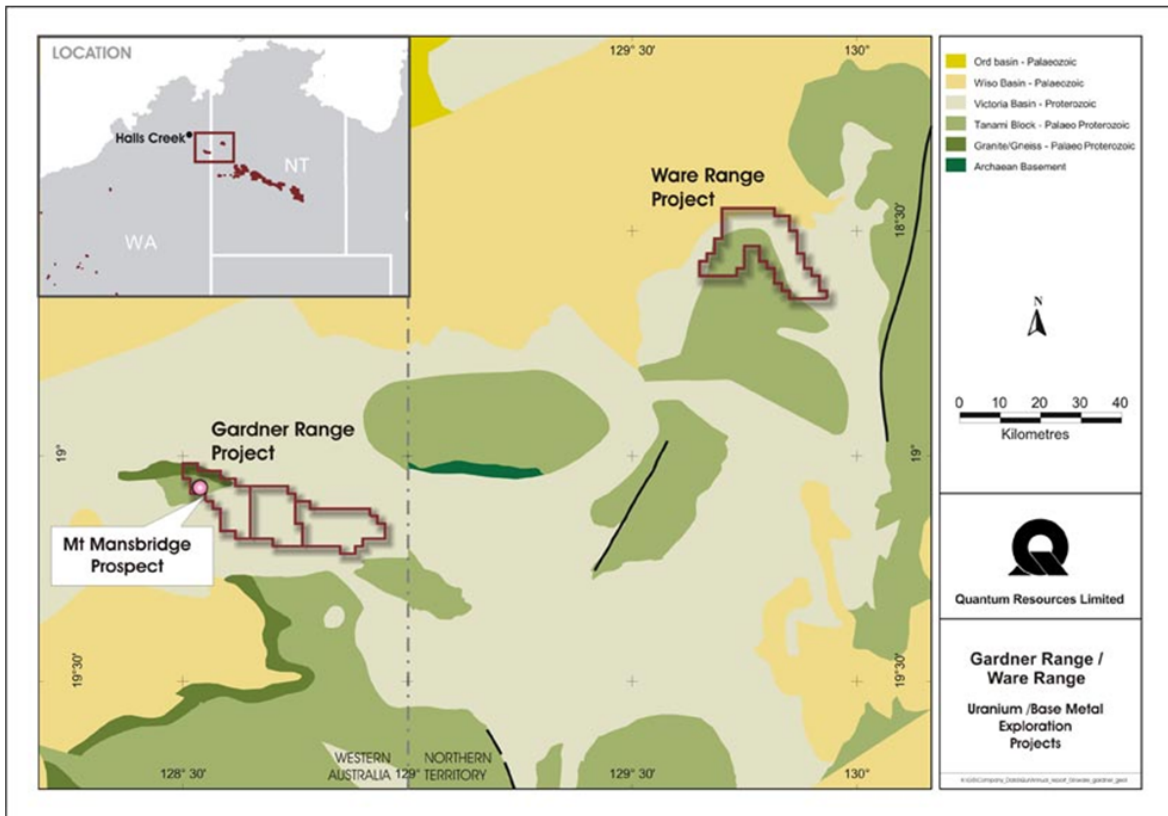 LOCATION
Halls Creek
NT
WA
129° 30'
130°
Ware Range
Project
18°30'
Gardner Range
Project
19°
19°
Mt Mansbridge
Prospect
19°30'
19°30'
WESTERN
AUSTRALIA
NORTHERN
TERRITORY
128° 30'
129°
129° 30'
130°
Ord basin - Palaeozoic
Wiso Basin - Palaeozoic
Victoria Basin - Proterozoic
Tanami Block - Palaeo Proterozoic
Granite/Gneiss - Palaeo Proterozoic
Archaean Basement
N
0 10 20 30 40
Kilometres
Quantum Resources Limited
Gardner Range /
Ware Range
Uranium /Base Metal
Exploration
Projects